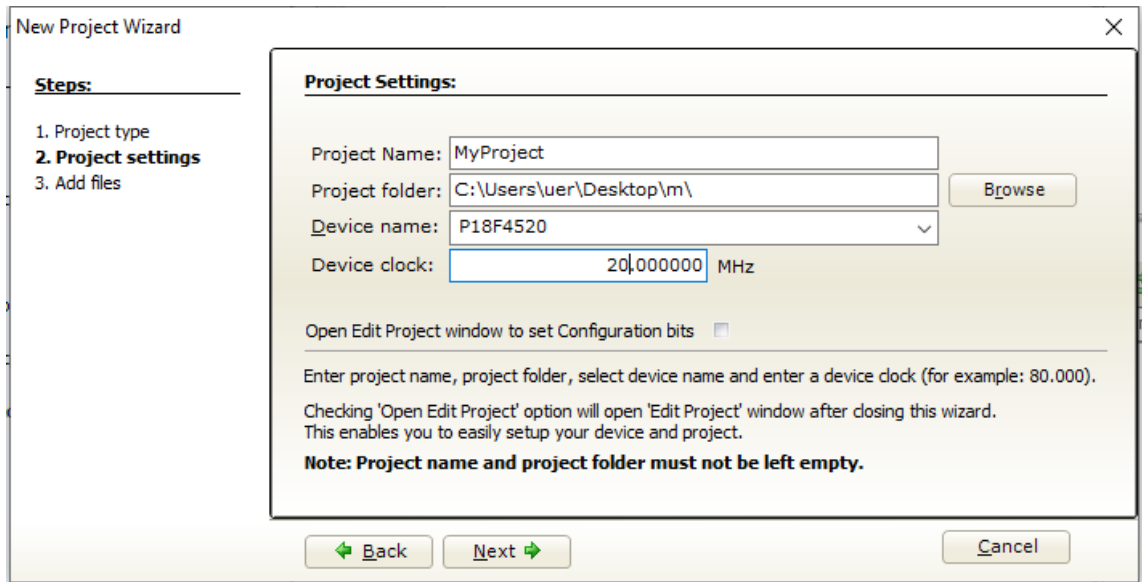 New Project Wizard
Steps:
1. Project type
2. Project settings
3. Add files
Project Settings:
Project Name: MyProject
Project folder: C:\Users\uer\Desktop\m\ Browse
Device name: P18F4520
Device clock: 20.000000 MHz
Open Edit Project window to set Configuration bits
Enter project name, project folder, select device name and enter a device clock (for example: 80.000).
Checking 'Open Edit Project' option will open 'Edit Project' window after closing this wizard.
This enables you to easily setup your device and project.
Note: Project name and project folder must not be left empty.
Back Next Cancel